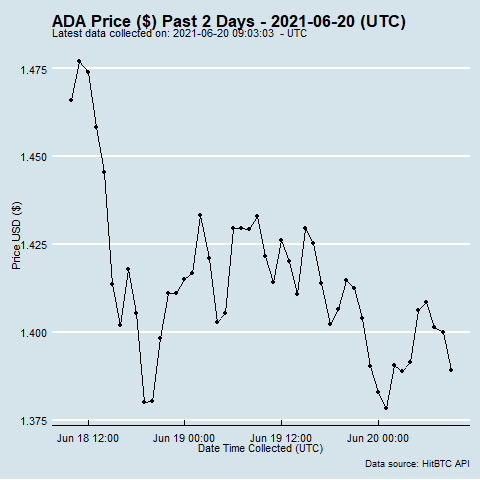 ADA Price ($) Past 2 Days - 2021-06-20 (UTC)
Latest data collected on: 2021-06-20 09:03:03  - UTC
1.475
1.450
1.425
1.400
1.375
Price USD ($)
Jun 18 12:00
Jun 19 00:00
Jun 19 12:00
Jun 20 00:00
Date Time Collected (UTC)
Data source: HitBTC API